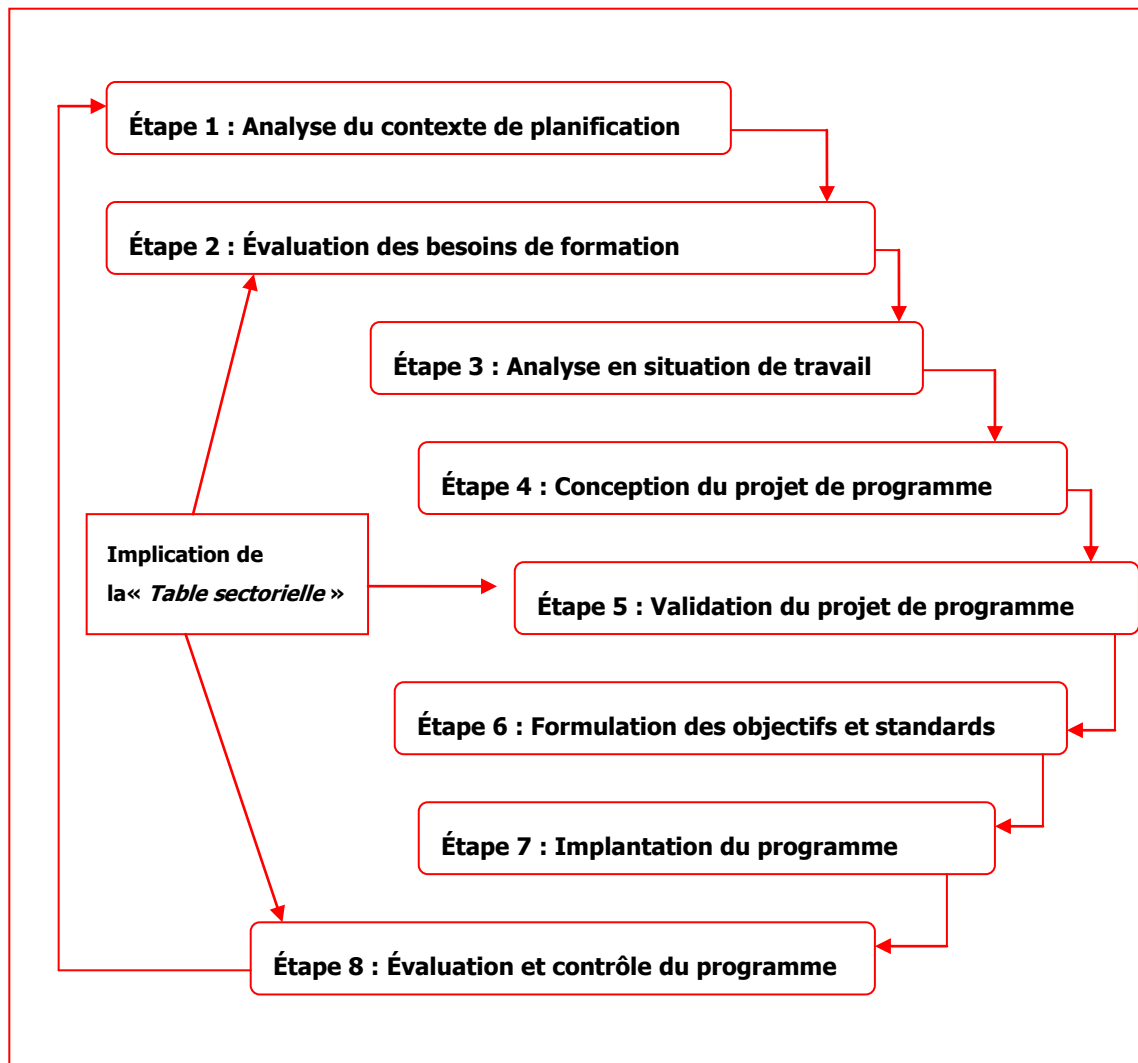 Étape 1 : Analyse du contexte de planification
Étape 2 : Évaluation des besoins de formation
Étape 3 : Analyse en situation de travail
Étape 4 : Conception du projet de programme
Implication de
la« Table sectorielle »
Étape 5 : Validation du projet de programme
Étape 6 : Formulation des objectifs et standards
Étape 7 : Implantation du programme
Étape 8 : Évaluation et contrôle du programme